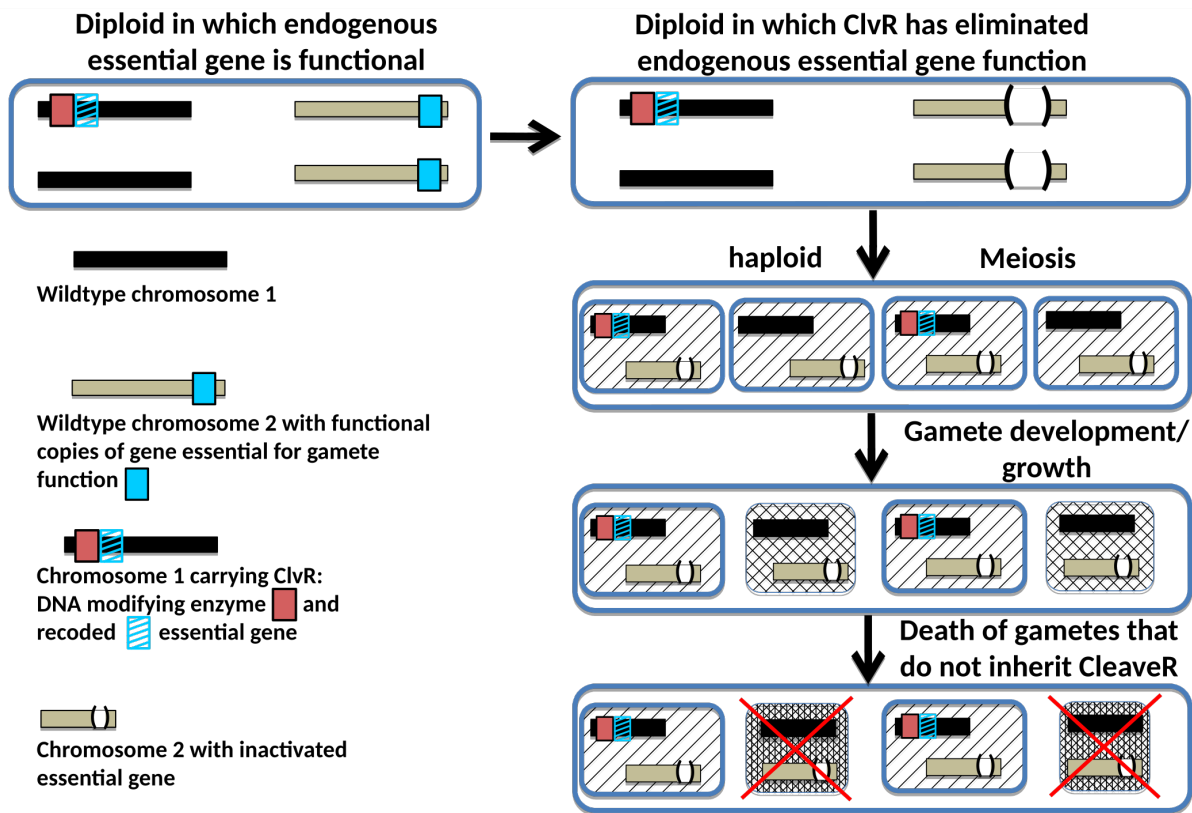 Diploid in which endogenous
essential gene is functional
Diploid in which ClvR has eliminated
endogenous essential gene function
Wildtype chromosome 1
Wildtype chromosome 2 with functional
copies of gene essential for gamete
function
Chromosome 1 carrying ClvR:
DNA modifying enzyme and
recoded essential gene
Chromosome 2 with inactivated
essential gene
haploid Meiosis
Gamete development/
growth
Death of gametes that
do not inherit CleaveR